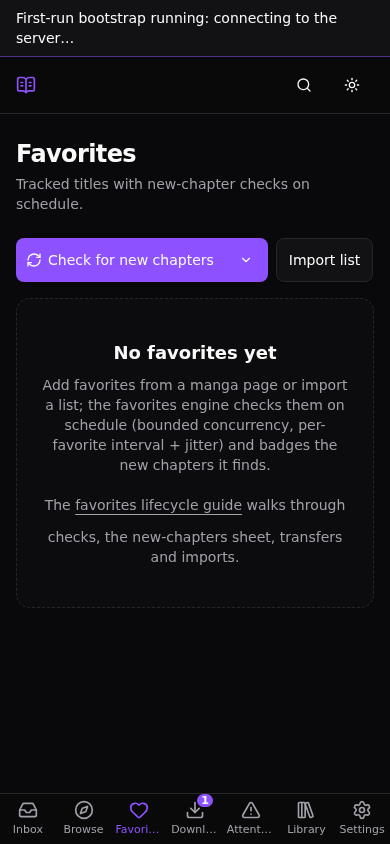 First-run bootstrap running: connecting to the
server…
Favorites
Tracked titles with new-chapter checks on
schedule.
Check for new chapters
Import list
No favorites yet
Add favorites from a manga page or import
a list; the favorites engine checks them on
schedule (bounded concurrency, per-
favorite interval + jitter) and badges the
new chapters it finds.
The favorites lifecycle guide walks through
checks, the new-chapters sheet, transfers
and imports.
1
Inbox
Browse
Favori…
Downl…
Attent…
Library
Settings